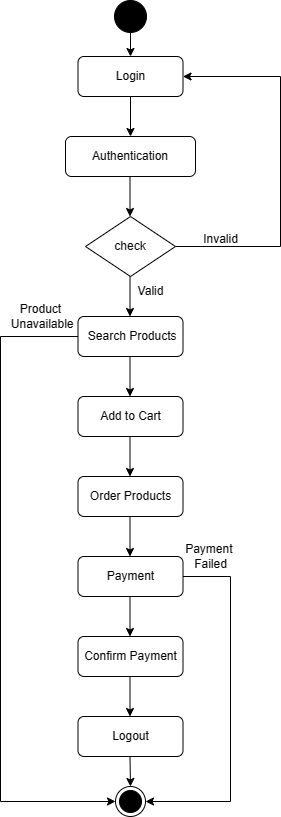 Login
Authentication
check
Invalid
Valid
Product
Unavailable
Search Products
Add to Cart
Order Products
Payment
Failed
Payment
Confirm Payment
Logout